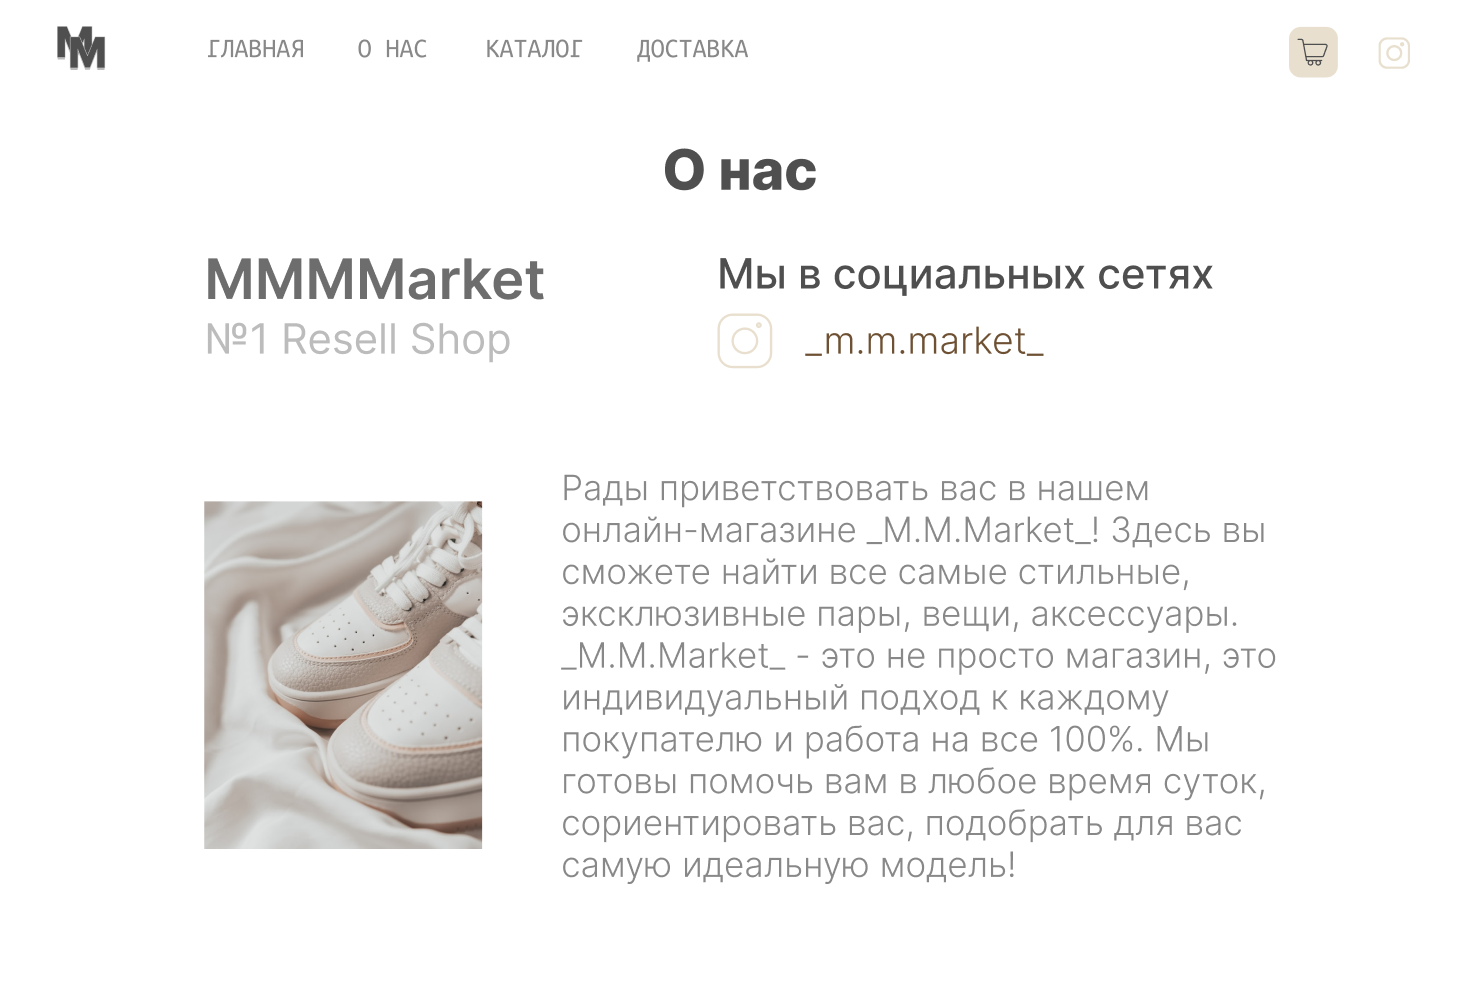 MM
ГЛАВНАЯ О НАС КАТАЛОГ ДОСТАВКА
О нас
MMMMarket
№1 Resell Shop
Мы в социальных сетях
_m.m.market_
Рады приветствовать вас в нашем
онлайн-магазине _M.M.Market_! Здесь вы
сможете найти все самые стильные,
эксклюзивные пары, вещи, аксессуары.
_M.M.Market_ - это не просто магазин, это
индивидуальный подход к каждому
покупателю и работа на все 100%. Мы
готовы помочь вам в любое время суток,
сориентировать вас, подобрать для вас
самую идеальную модель!